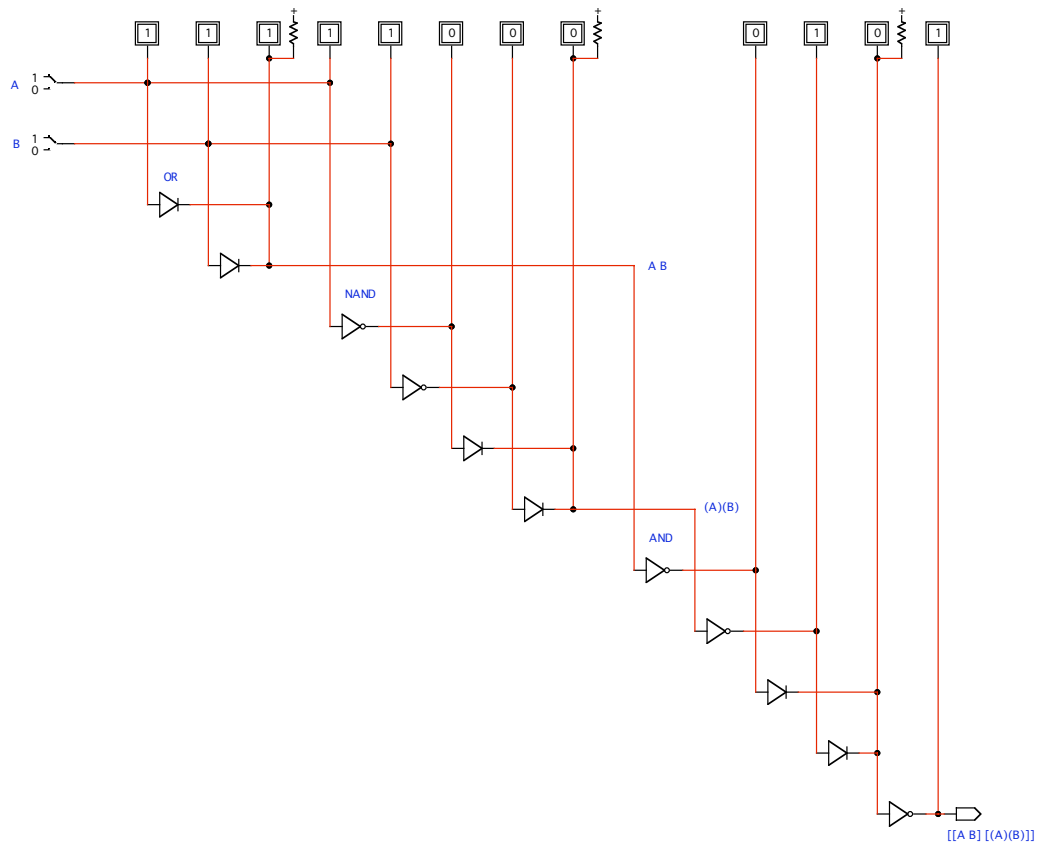 + + +
1 1 1 1 1 0 0 0 0 1 0 1
A 1
0
B 1
0
OR
A B
NAND
(A)(B)
AND
[[A B] [(A)(B)]]